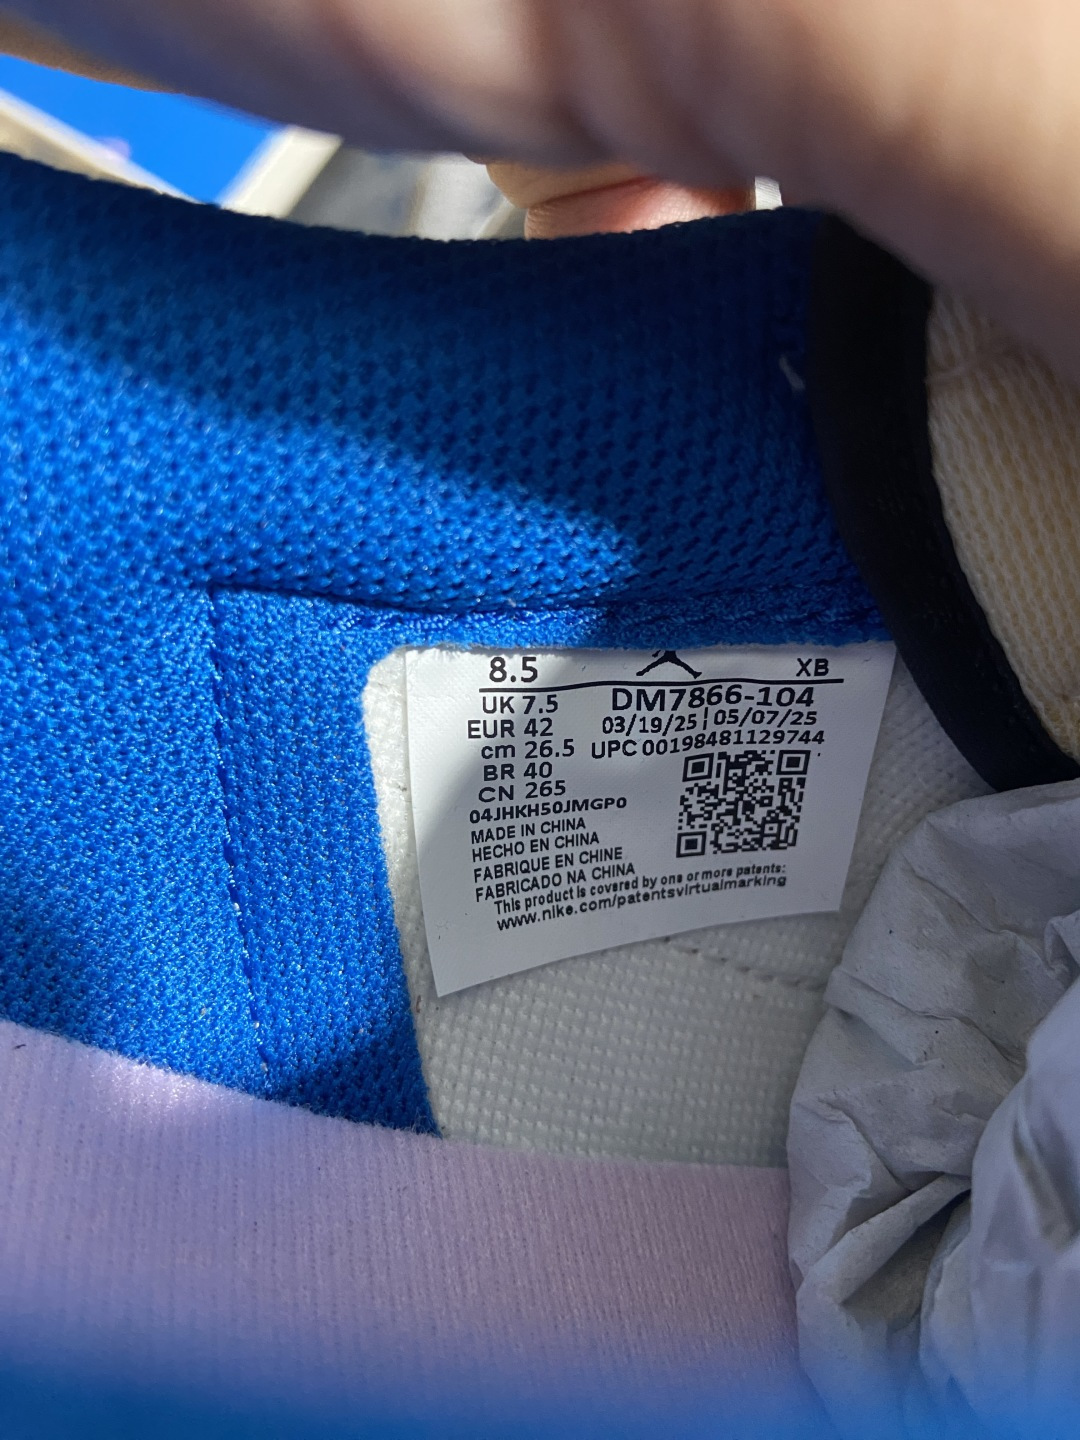 8.5 XB
UK 7.5 DM7866-104
EUR 42 03/19/25 | 05/07/25
cm 26.5 UPC 00198481129744
BR 40
CN 265
04JHKH50JMGP0
MADE IN CHINA
HECHO EN CHINA
FABRIQUE EN CHINE
FABRICADO NA CHINA
This product is covered by one or more patents:
www.nike.com/patentsvirtualmarking